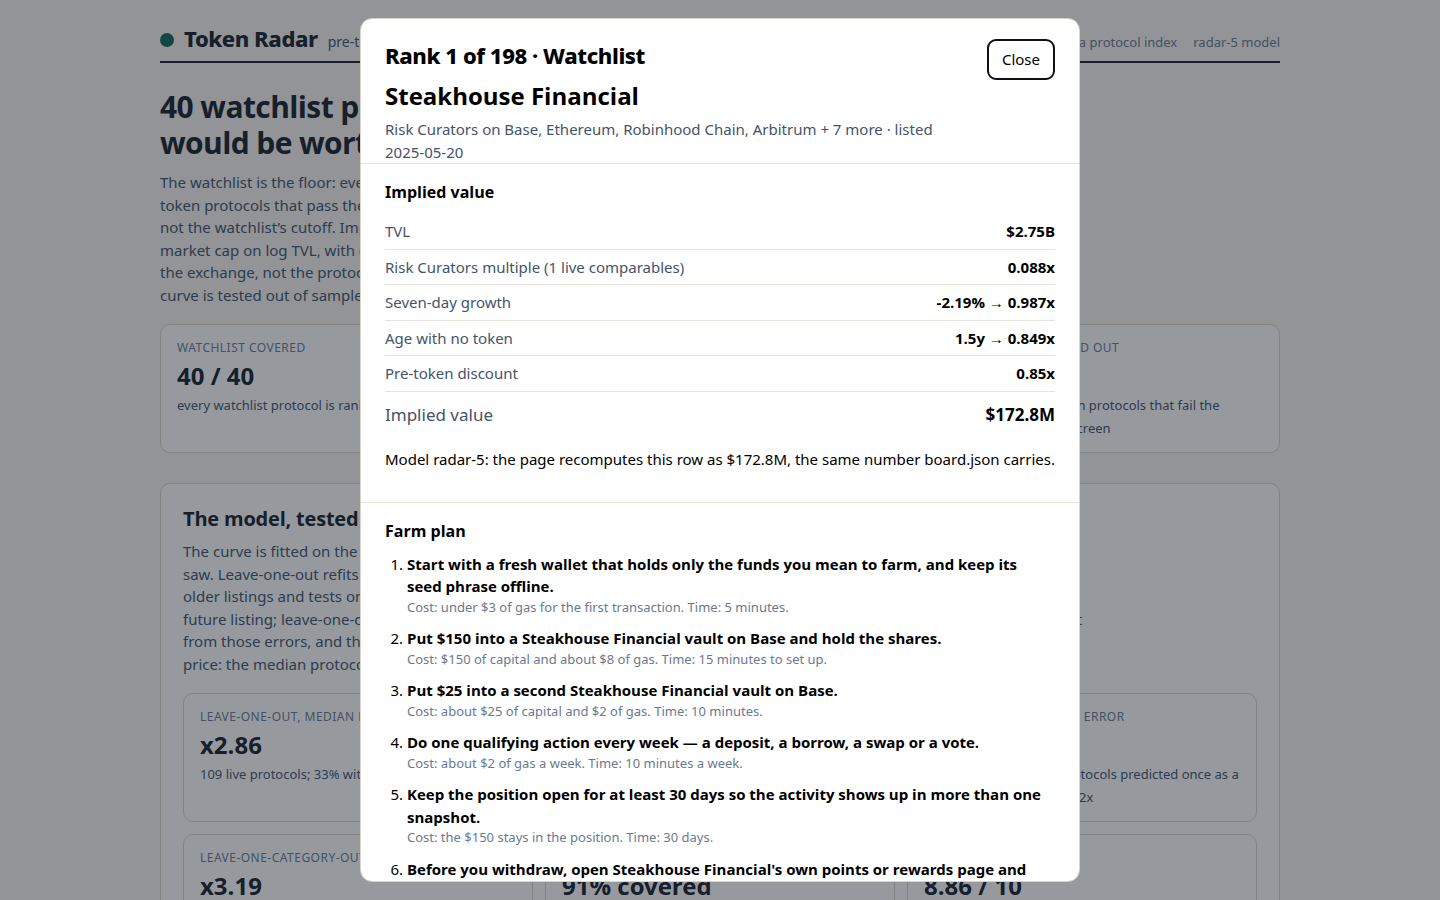 Token Radar pre-t
a protocol index radar-5 model
40 watchlist p
would be wort
The watchlist is the floor: eve
token protocols that pass the
not the watchlist's cutoff. Im
market cap on log TVL, with
the exchange, not the protoc
curve is tested out of sample
WATCHLIST COVERED
40 / 40
every watchlist protocol is ran
D OUT
n protocols that fail the
creen
The model, tested
The curve is fitted on the
saw. Leave-one-out refits
older listings and tests or
future listing; leave-one-o
from those errors, and th
price: the median protoco
LEAVE-ONE-OUT, MEDIAN
x2.86
109 live protocols; 33% wit
ERROR
tocols predicted once as a
2x
LEAVE-ONE-CATEGORY-OU
x3.19
91% covered
8.86 / 10
Rank 1 of 198 · Watchlist
Close
Steakhouse Financial
Risk Curators on Base, Ethereum, Robinhood Chain, Arbitrum + 7 more · listed
2025-05-20
Implied value
TVL $2.75B
Risk Curators multiple (1 live comparables) 0.088x
Seven-day growth -2.19% → 0.987x
Age with no token 1.5y → 0.849x
Pre-token discount 0.85x
Implied value $172.8M
Model radar-5: the page recomputes this row as $172.8M, the same number board.json carries.
Farm plan
1. Start with a fresh wallet that holds only the funds you mean to farm, and keep its
seed phrase offline.
Cost: under $3 of gas for the first transaction. Time: 5 minutes.
2. Put $150 into a Steakhouse Financial vault on Base and hold the shares.
Cost: $150 of capital and about $8 of gas. Time: 15 minutes to set up.
3. Put $25 into a second Steakhouse Financial vault on Base.
Cost: about $25 of capital and $2 of gas. Time: 10 minutes.
4. Do one qualifying action every week — a deposit, a borrow, a swap or a vote.
Cost: about $2 of gas a week. Time: 10 minutes a week.
5. Keep the position open for at least 30 days so the activity shows up in more than one
snapshot.
Cost: the $150 stays in the position. Time: 30 days.
6. Before you withdraw, open Steakhouse Financial's own points or rewards page and